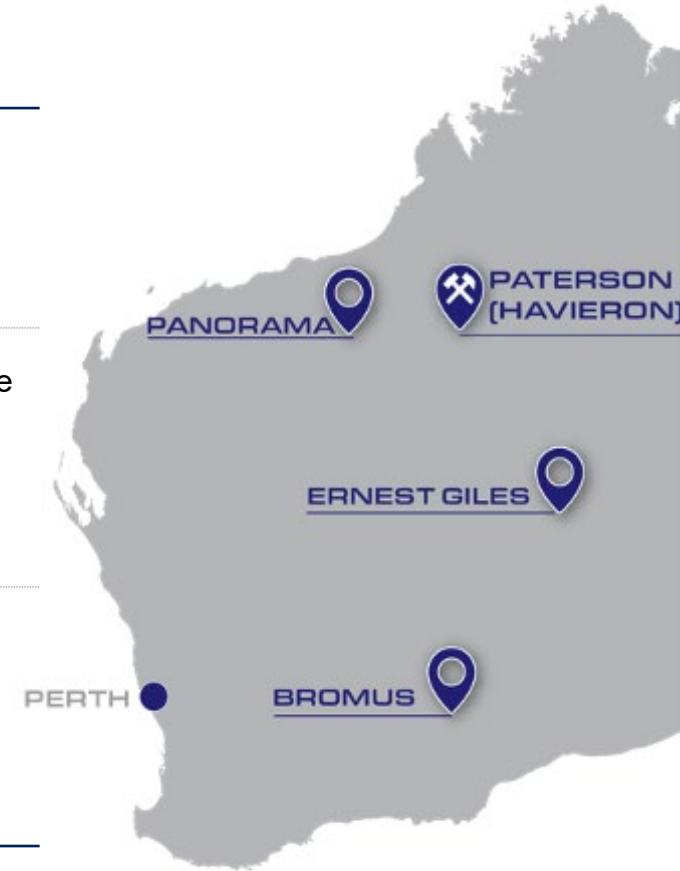 PATERSON
(HAVIERON)
PANORAMA
e
ERNEST GILES
PERTH
BROMUS